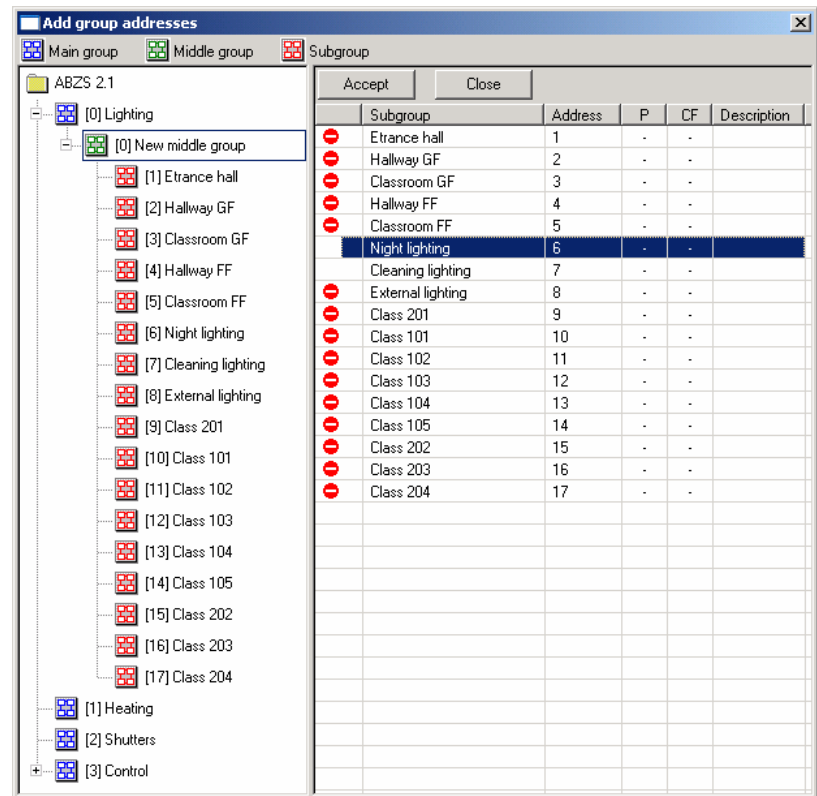 Add group addresses
Main group Middle group Subgroup
ABZS 2.1
[0] Lighting
[0] New middle group
[1] Etrance hall
[2] Hallway GF
[3] Classroom GF
[4] Hallway FF
[5] Classroom FF
[6] Night lighting
[7] Cleaning lighting
[8] External lighting
[9] Class 201
[10] Class 101
[11] Class 102
[12] Class 103
[13] Class 104
[14] Class 105
[15] Class 202
[16] Class 203
[17] Class 204
[1] Heating
[2] Shutters
[3] Control
Accept Close
Subgroup Address P CF Description
Etrance hall 1 - -
Hallway GF 2 - -
Classroom GF 3 - -
Hallway FF 4 - -
Classroom FF 5 - -
Night lighting 6 - -
Cleaning lighting 7 - -
External lighting 8 - -
Class 201 9 - -
Class 101 10 - -
Class 102 11 - -
Class 103 12 - -
Class 104 13 - -
Class 105 14 - -
Class 202 15 - -
Class 203 16 - -
Class 204 17 - -